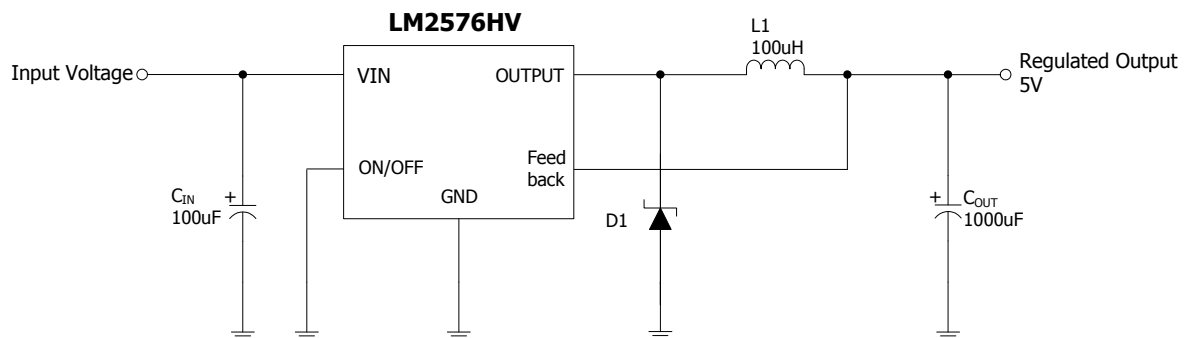 LM2576HV
L1
100uH
Input Voltage
VIN
OUTPUT
Regulated Output
5V
ON/OFF
Feed
back
GND
CIN
+
100uF
D1
+
COUT
1000uF